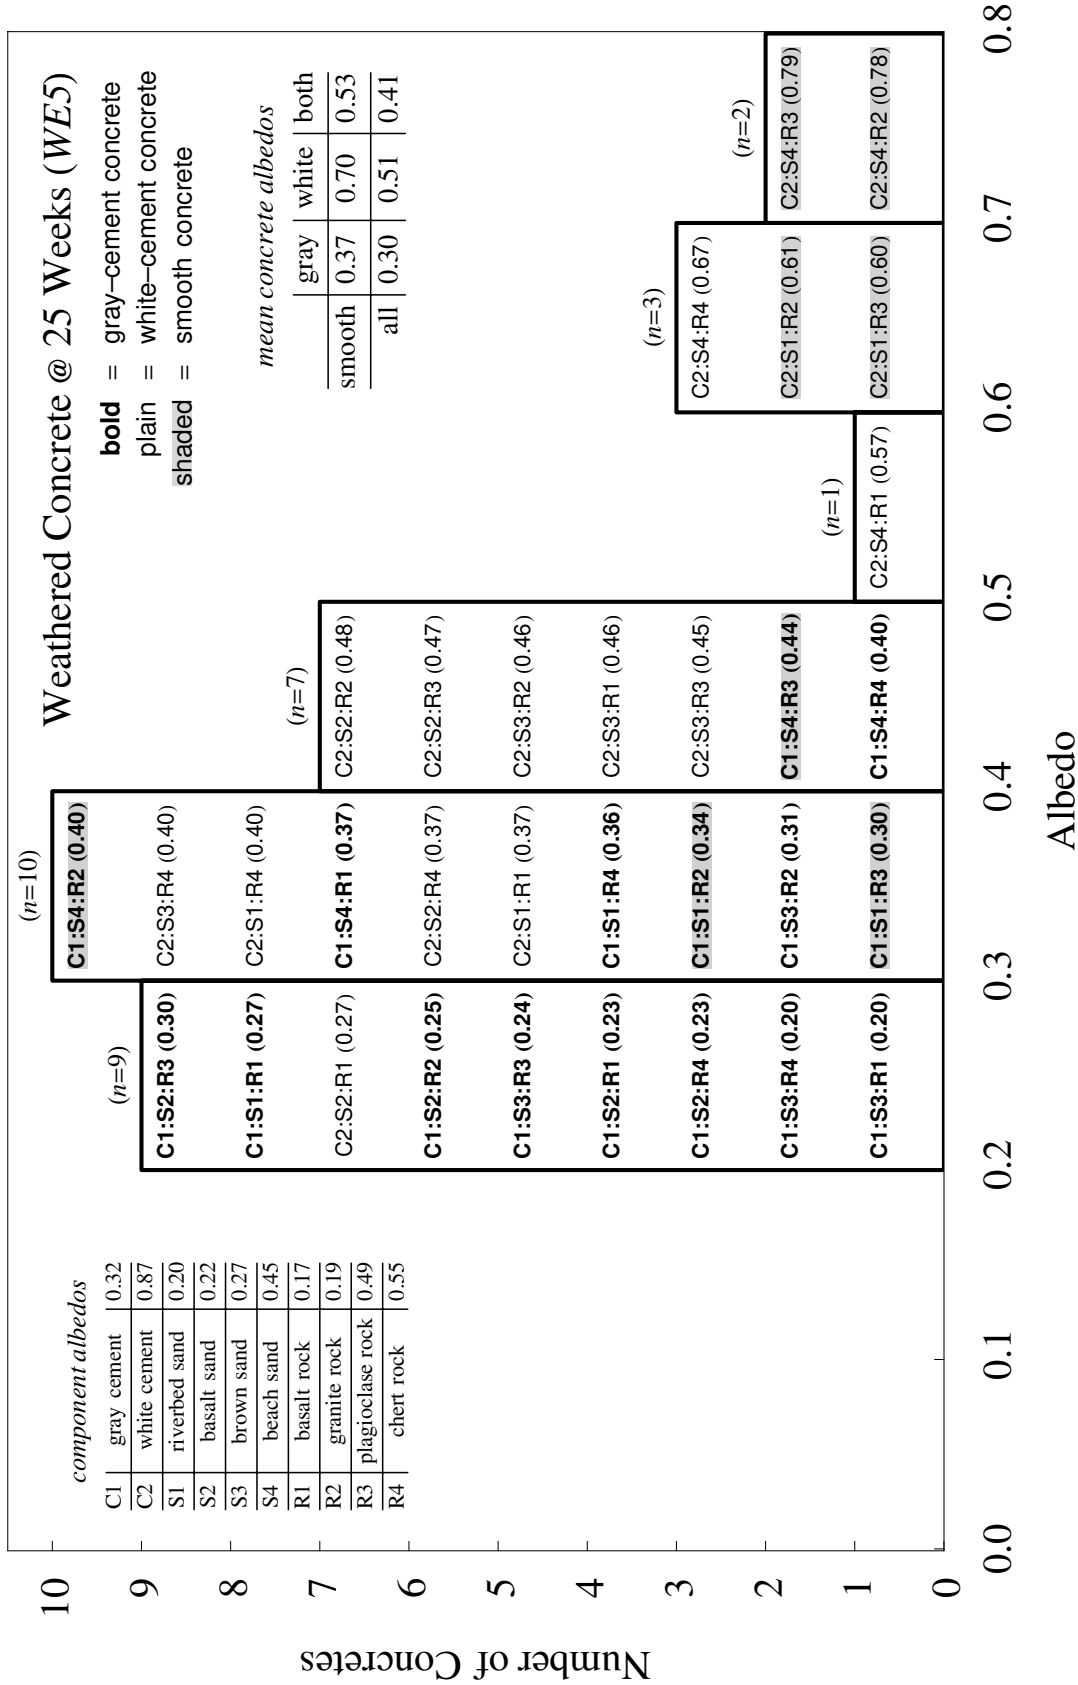 Weathered Concrete @ 25 Weeks (WE5)
bold = gray–cement concrete
plain = white–cement concrete
shaded = smooth concrete
component albedos
C1 gray cement 0.32
C2 white cement 0.87
S1 riverbed sand 0.20
S2 basalt sand 0.22
S3 brown sand 0.27
S4 beach sand 0.45
R1 basalt rock 0.17
R2 granite rock 0.19
R3 plagioclase rock 0.49
R4 chert rock 0.55
mean concrete albedos
gray white both
smooth 0.37 0.70 0.53
all 0.30 0.51 0.41
(n=9)
C1:S2:R3 (0.30)
C1:S1:R1 (0.27)
C2:S2:R1 (0.27)
C1:S2:R2 (0.25)
C1:S3:R3 (0.24)
C1:S2:R1 (0.23)
C1:S2:R4 (0.23)
C1:S3:R4 (0.20)
C1:S3:R1 (0.20)
(n=10)
C1:S4:R2 (0.40)
C2:S3:R4 (0.40)
C2:S1:R4 (0.40)
C1:S4:R1 (0.37)
C2:S2:R4 (0.37)
C2:S1:R1 (0.37)
C1:S1:R4 (0.36)
C1:S1:R2 (0.34)
C1:S3:R2 (0.31)
C1:S1:R3 (0.30)
(n=7)
C2:S2:R2 (0.48)
C2:S2:R3 (0.47)
C2:S3:R2 (0.46)
C2:S3:R1 (0.46)
C2:S3:R3 (0.45)
C1:S4:R3 (0.44)
C1:S4:R4 (0.40)
(n=1)
C2:S4:R1 (0.57)
(n=3)
C2:S4:R4 (0.67)
C2:S1:R2 (0.61)
C2:S1:R3 (0.60)
(n=2)
C2:S4:R3 (0.79)
C2:S4:R2 (0.78)
10
9
8
7
6
5
4
3
2
1
0
Number of Concretes
0.0 0.1 0.2 0.3 0.4 0.5 0.6 0.7 0.8
Albedo